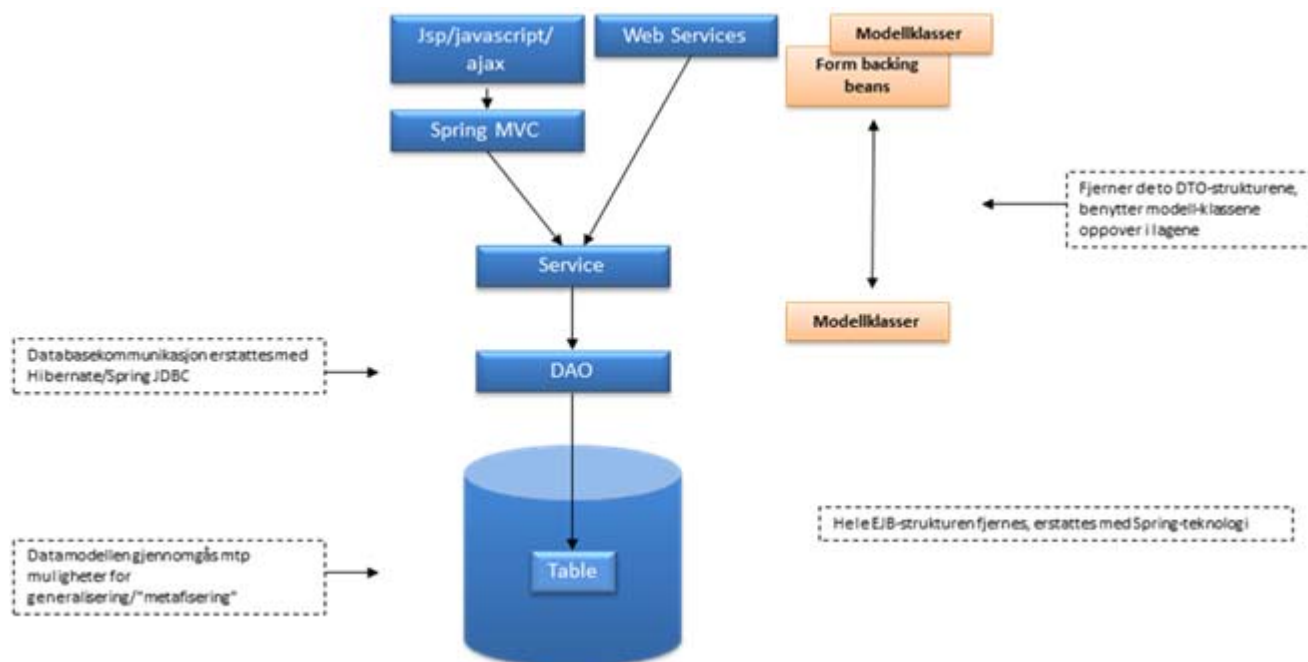 Jsp/javascript/
ajax
Web Services
Modellklasser
Form backing
beans
Spring MVC
Fjerner de to DTO-strukturene,
benytter modell-klassene
oppover i lagene
Service
Modellklasser
Databasekommunikasjon erstattes med
Hibernate/Spring JDBC
DAO
Hele EJB-strukturen fjernes, erstattes med Spring-teknologi
Datamodellen gjennomgås mtp
muligheter for
generalisering/"metafisering"
Table